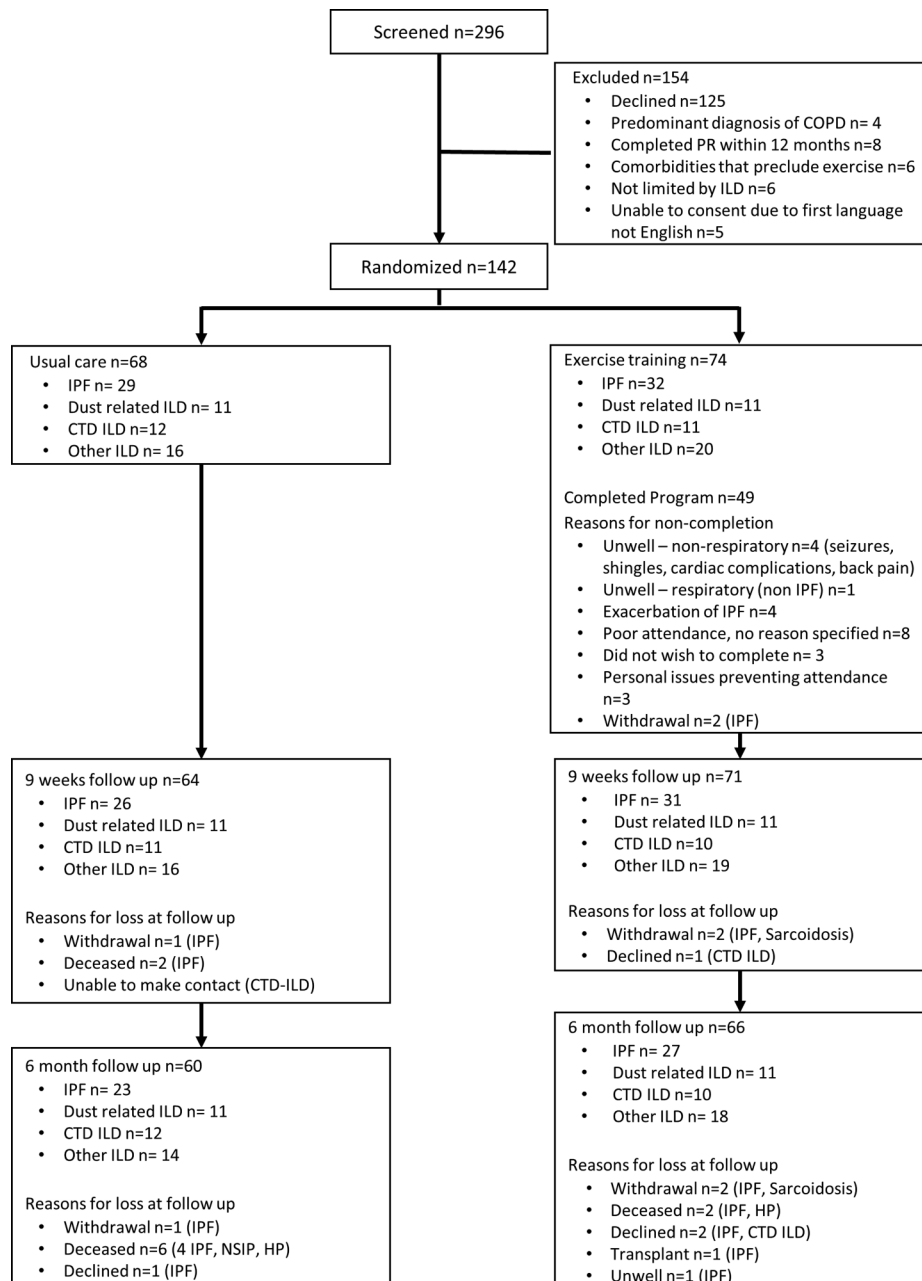 Screened n=296
Excluded n=154
• Declined n=125
• Predominant diagnosis of COPD n= 4
• Completed PR within 12 months n=8
• Comorbidities that preclude exercise n=6
• Not limited by ILD n=6
• Unable to consent due to first language
not English n=5
Randomized n=142
Usual care n=68
• IPF n= 29
• Dust related ILD n= 11
• CTD ILD n=12
• Other ILD n= 16
Exercise training n=74
• IPF n=32
• Dust related ILD n=11
• CTD ILD n=11
• Other ILD n=20
Completed Program n=49
Reasons for non-completion
• Unwell – non-respiratory n=4 (seizures,
shingles, cardiac complications, back pain)
• Unwell – respiratory (non IPF) n=1
• Exacerbation of IPF n=4
• Poor attendance, no reason specified n=8
• Did not wish to complete n= 3
• Personal issues preventing attendance
n=3
• Withdrawal n=2 (IPF)
9 weeks follow up n=64
• IPF n= 26
• Dust related ILD n= 11
• CTD ILD n=11
• Other ILD n= 16
Reasons for loss at follow up
• Withdrawal n=1 (IPF)
• Deceased n=2 (IPF)
• Unable to make contact (CTD-ILD)
9 weeks follow up n=71
• IPF n= 31
• Dust related ILD n= 11
• CTD ILD n=10
• Other ILD n= 19
Reasons for loss at follow up
• Withdrawal n=2 (IPF, Sarcoidosis)
• Declined n=1 (CTD ILD)
6 month follow up n=60
• IPF n= 23
• Dust related ILD n= 11
• CTD ILD n=12
• Other ILD n= 14
Reasons for loss at follow up
• Withdrawal n=1 (IPF)
• Deceased n=6 (4 IPF, NSIP, HP)
• Declined n=1 (IPF)
6 month follow up n=66
• IPF n= 27
• Dust related ILD n= 11
• CTD ILD n=10
• Other ILD n= 18
Reasons for loss at follow up
• Withdrawal n=2 (IPF, Sarcoidosis)
• Deceased n=2 (IPF, HP)
• Declined n=2 (IPF, CTD ILD)
• Transplant n=1 (IPF)
• Unwell n=1 (IPF)